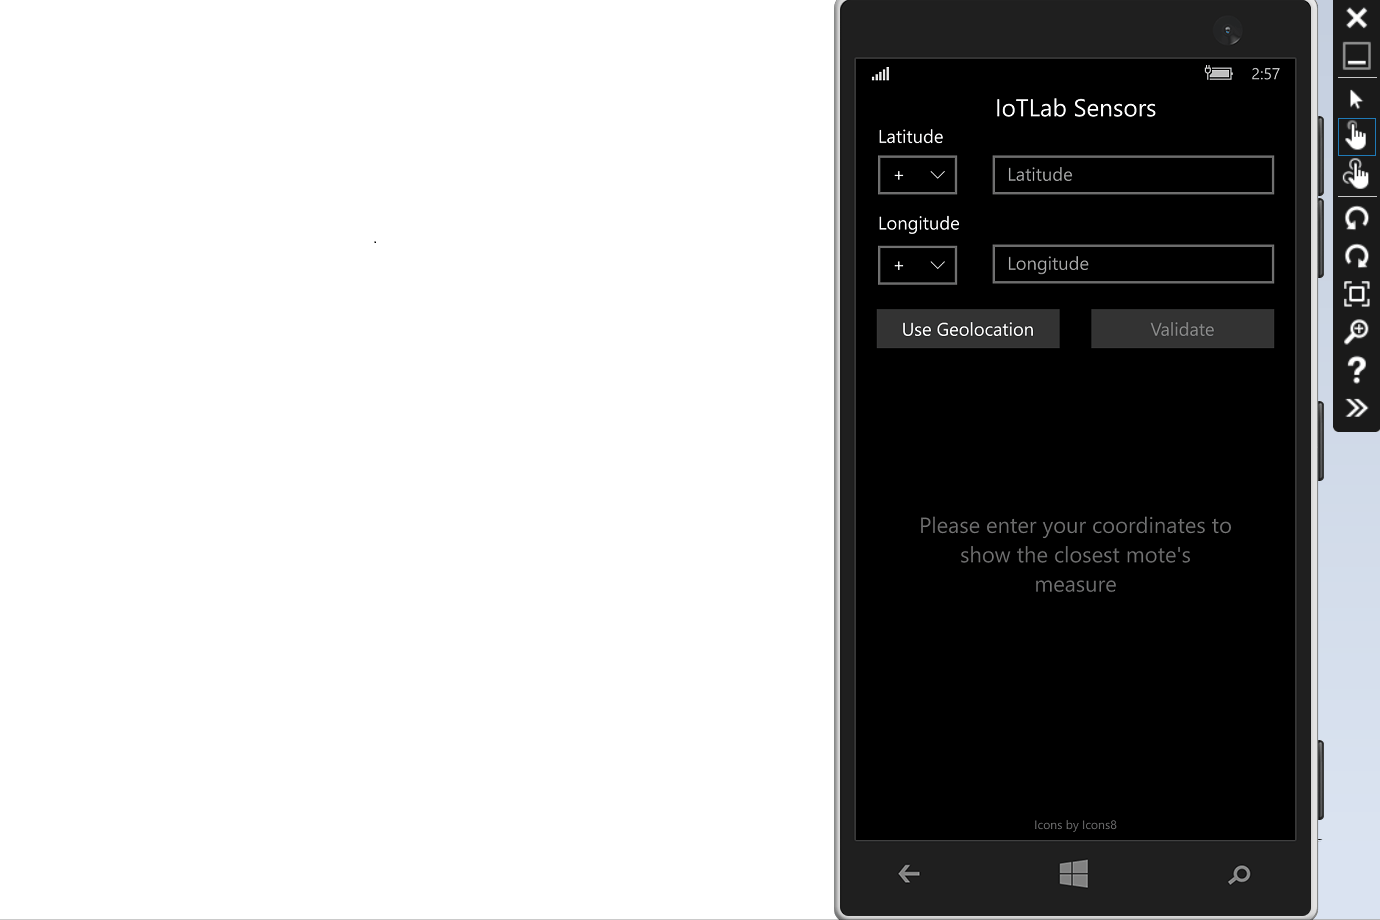 2:57
IoTLab Sensors
Latitude
+ Latitude
Longitude
+ Longitude
Use Geolocation Validate
Please enter your coordinates to
show the closest mote's
measure
Icons by Icons8
?